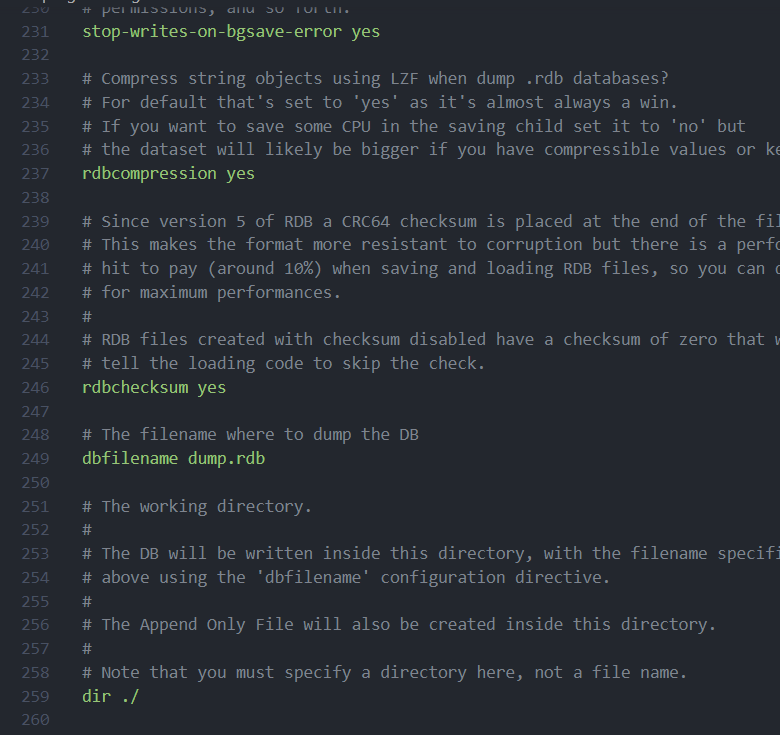 230 # permissions, and so forth.
231 stop-writes-on-bgsave-error yes
232
233 # Compress string objects using LZF when dump .rdb databases?
234 # For default that's set to 'yes' as it's almost always a win.
235 # If you want to save some CPU in the saving child set it to 'no' but
236 # the dataset will likely be bigger if you have compressible values or ke
237 rdbcompression yes
238
239 # Since version 5 of RDB a CRC64 checksum is placed at the end of the fil
240 # This makes the format more resistant to corruption but there is a perfo
241 # hit to pay (around 10%) when saving and loading RDB files, so you can
242 # for maximum performances.
243 #
244 # RDB files created with checksum disabled have a checksum of zero that
245 # tell the loading code to skip the check.
246 rdbchecksum yes
247
248 # The filename where to dump the DB
249 dbfilename dump.rdb
250
251 # The working directory.
252 #
253 # The DB will be written inside this directory, with the filename specifi
254 # above using the 'dbfilename' configuration directive.
255 #
256 # The Append Only File will also be created inside this directory.
257 #
258 # Note that you must specify a directory here, not a file name.
259 dir ./
260